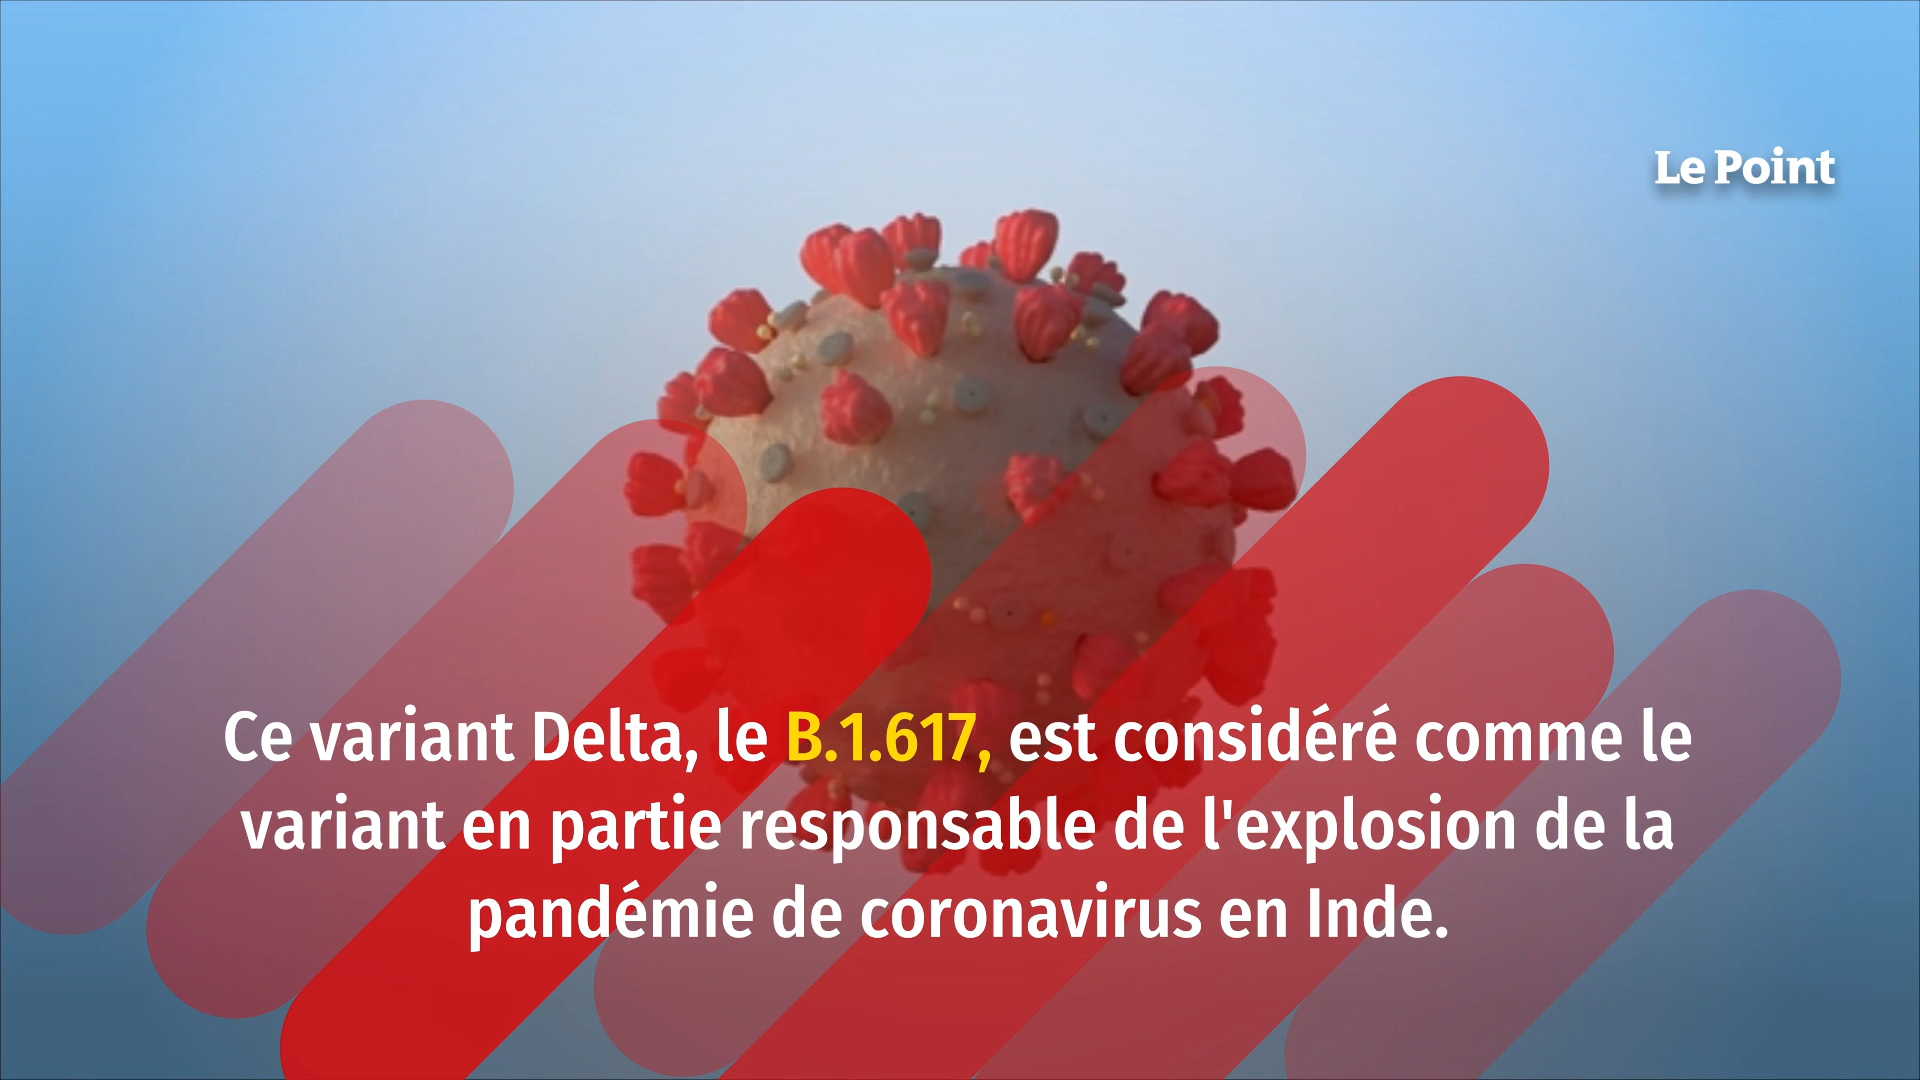 Le Point
Ce variant Delta, le B.1.617, est considéré comme le
variant en partie responsable de l'explosion de la
pandémie de coronavirus en Inde.